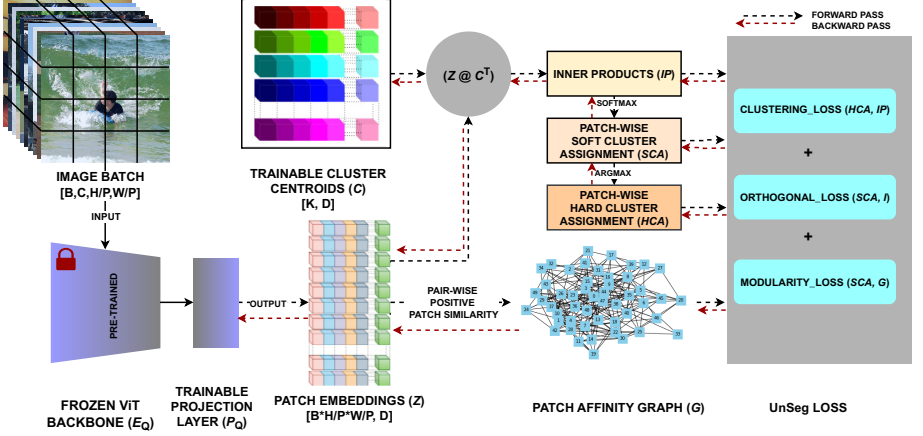 FORWARD PASS
BACKWARD PASS
(Z @ Cᵀ)
INNER PRODUCTS (IP)
SOFTMAX
PATCH-WISE
SOFT CLUSTER
ASSIGNMENT (SCA)
ARGMAX
PATCH-WISE
HARD CLUSTER
ASSIGNMENT (HCA)
CLUSTERING_LOSS (HCA, IP)
+
ORTHOGONAL_LOSS (SCA, I)
+
MODULARITY_LOSS (SCA, G)
IMAGE BATCH
[B,C,H/P,W/P]
INPUT
TRAINABLE CLUSTER
CENTROIDS (C)
[K, D]
PRE-TRAINED
OUTPUT
PAIR-WISE
POSITIVE
PATCH SIMILARITY
FROZEN ViT
BACKBONE (E_Q)
TRAINABLE
PROJECTION
LAYER (P_Q)
PATCH EMBEDDINGS (Z)
[B*H/P*W/P, D]
PATCH AFFINITY GRAPH (G)
UnSeg LOSS